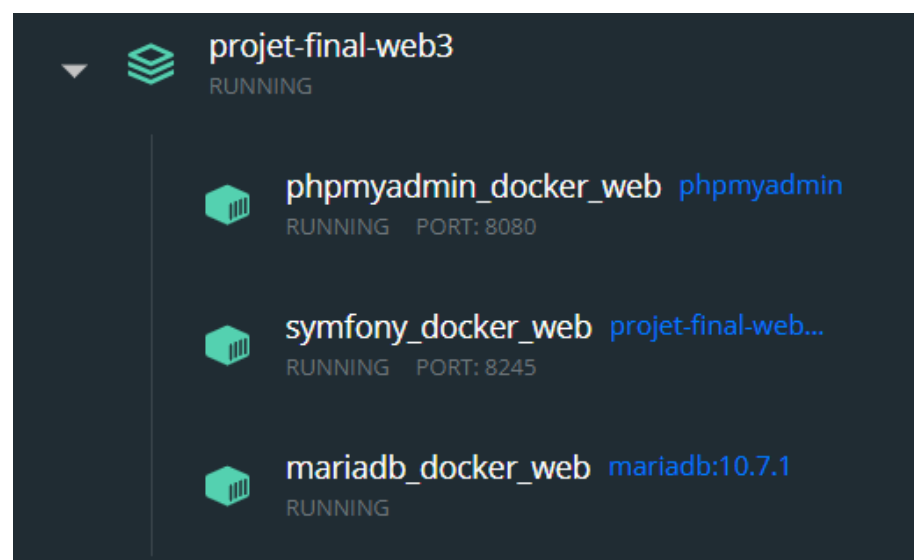 projet-final-web3
RUNNING
phpmyadmin_docker_web phpmyadmin
RUNNING PORT: 8080
symfony_docker_web projet-final-web...
RUNNING PORT: 8245
mariadb_docker_web mariadb:10.7.1
RUNNING